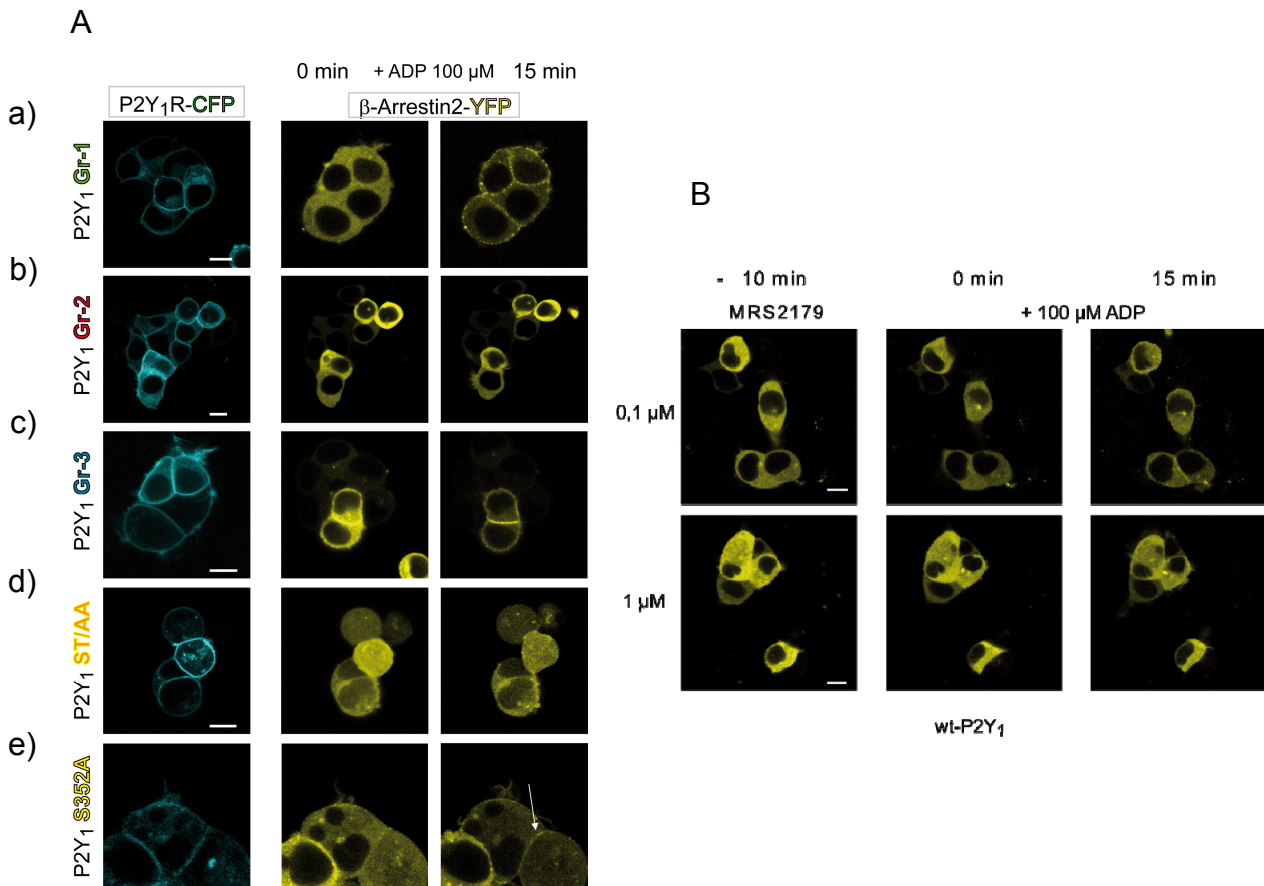 A
0 min + ADP 100 µM 15 min
P2Y1R-CFP
β-Arrestin2-YFP
a)
P2Y1 Gr-1
b)
P2Y1 Gr-2
c)
P2Y1 Gr-3
d)
P2Y1 ST/AA
e)
P2Y1 S352A
B
- 10 min 0 min 15 min
MRS2179 + 100 µM ADP
0,1 µM
1 µM
wt-P2Y1